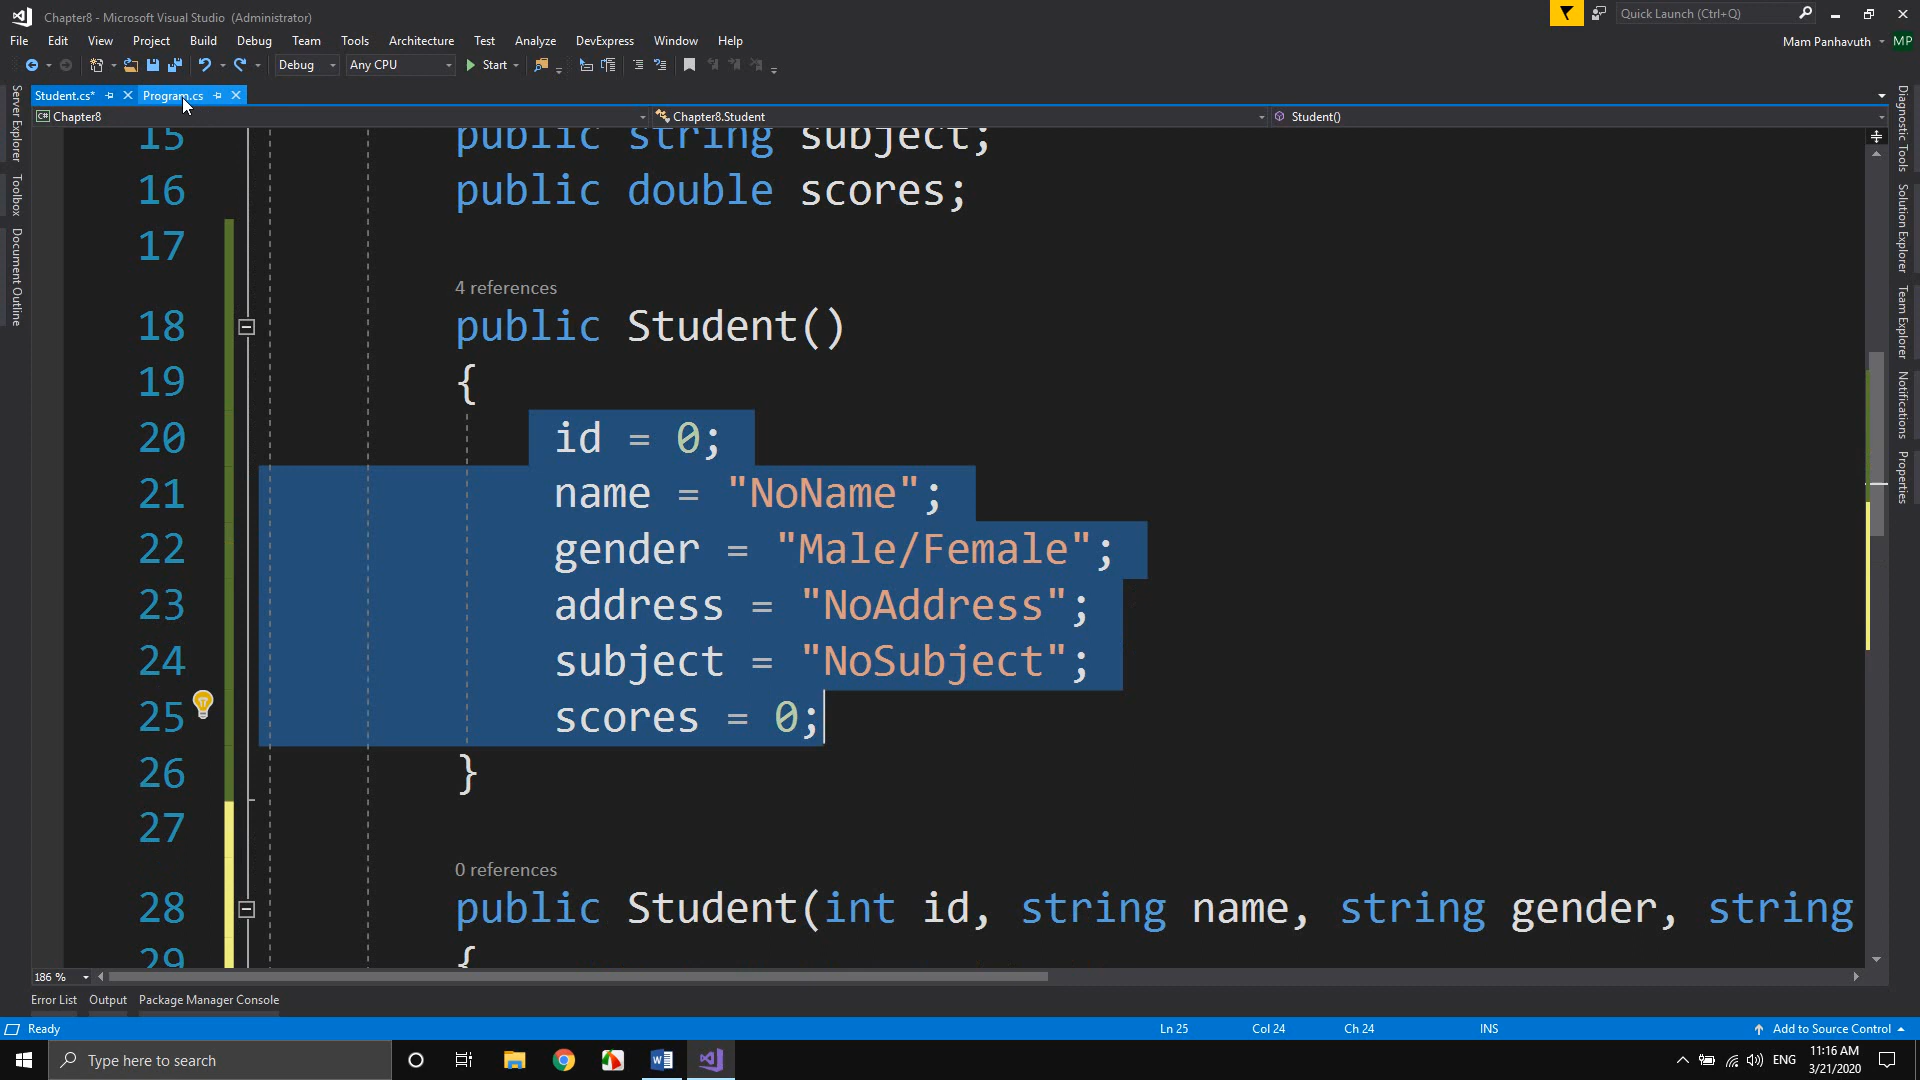 Chapter8 - Microsoft Visual Studio (Administrator)
Quick Launch (Ctrl+Q)
File Edit View Project Build Debug Team Tools Architecture Test Analyze DevExpress Window Help
Mam Panhavuth MP
Debug Any CPU Start
Student.cs* Program.cs
C# Chapter8 Chapter8.Student Student()
Server Explorer
Toolbox
Document Outline
15 public string subject;
16 public double scores;
17
4 references
18 public Student()
19 {
20 id = 0;
21 name = "NoName";
22 gender = "Male/Female";
23 address = "NoAddress";
24 subject = "NoSubject";
25 scores = 0;
26 }
27
0 references
28 public Student(int id, string name, string gender, string
29 {
Diagnostic Tools
Solution Explorer
Team Explorer
Notifications
Properties
186 %
Error List Output Package Manager Console
Ready Ln 25 Col 24 Ch 24 INS Add to Source Control
Type here to search
ENG
11:16 AM
3/21/2020